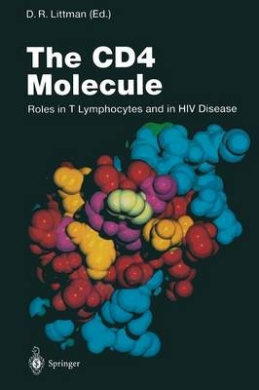 D. R. Littman (Ed.)
The CD4
Molecule
Roles in T Lymphocytes and in HIV Disease
Springer